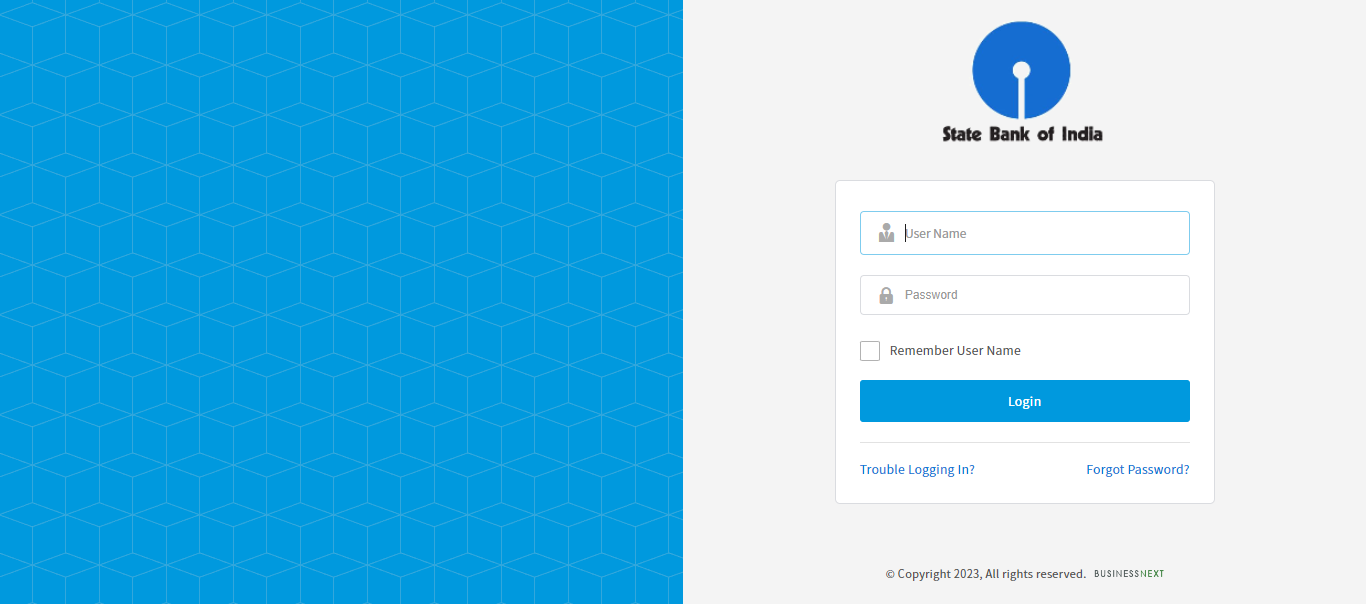 State Bank of India
User Name
Password
Remember User Name
Login
Trouble Logging In? Forgot Password?
© Copyright 2023, All rights reserved. BUSINESSNEXT